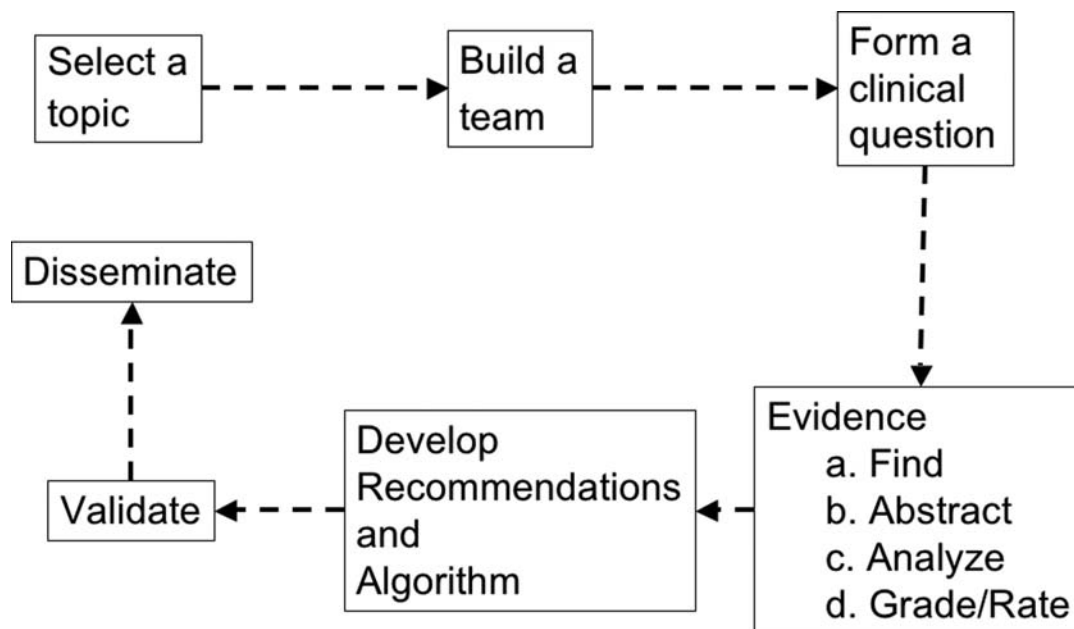 Select a
topic
Build a
team
Form a
clinical
question
Evidence
a. Find
b. Abstract
c. Analyze
d. Grade/Rate
Develop
Recommendations
and
Algorithm
Validate
Disseminate